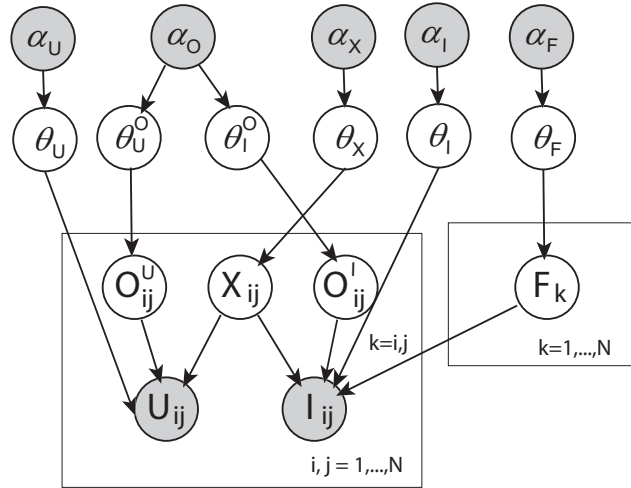 α_U α_O α_X α_I α_F
θ_U θ_U^O θ_I^O θ_X θ_I θ_F
O_ij^U X_ij O_ij^I F_k
k=i,j k=1,...,N
U_ij I_ij
i, j = 1,...,N